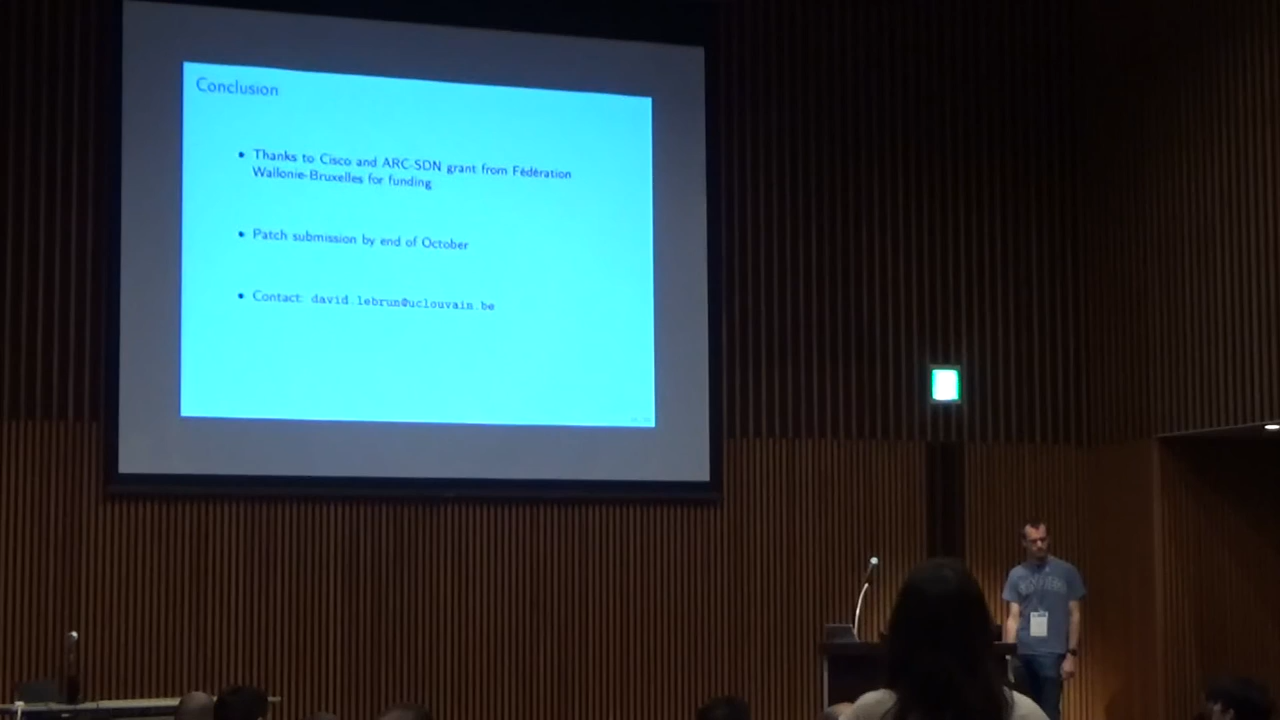 Conclusion
• Thanks to Cisco and ARC-SDN grant from Fédération
Wallonie-Bruxelles for funding
• Patch submission by end of October
• Contact: david.lebrun@uclouvain.be